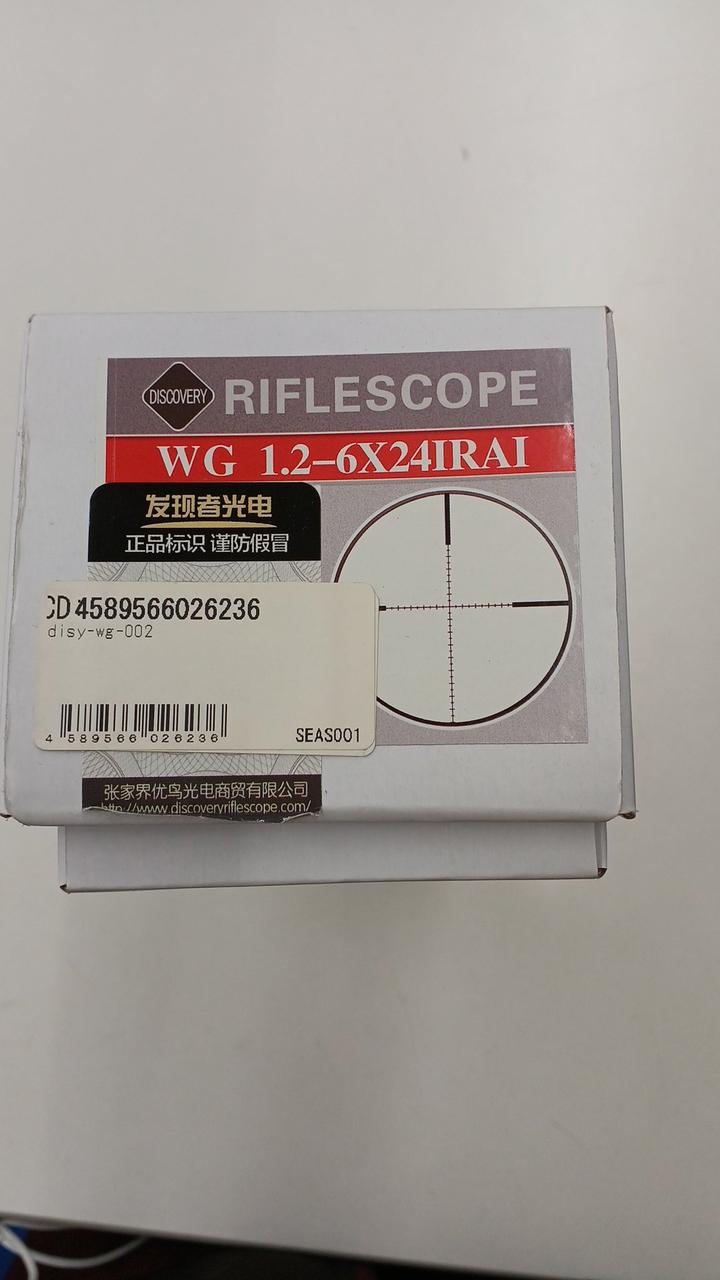 DISCOVERY
RIFLESCOPE
WG 1.2-6X24IRAI
发现者光电
正品标识 谨防假冒
CD 4589566026236
disy-wg-002
4 589566 026236
SEAS001
张家界优鸟光电商贸有限公司
http://www.discoveryriflescope.com/